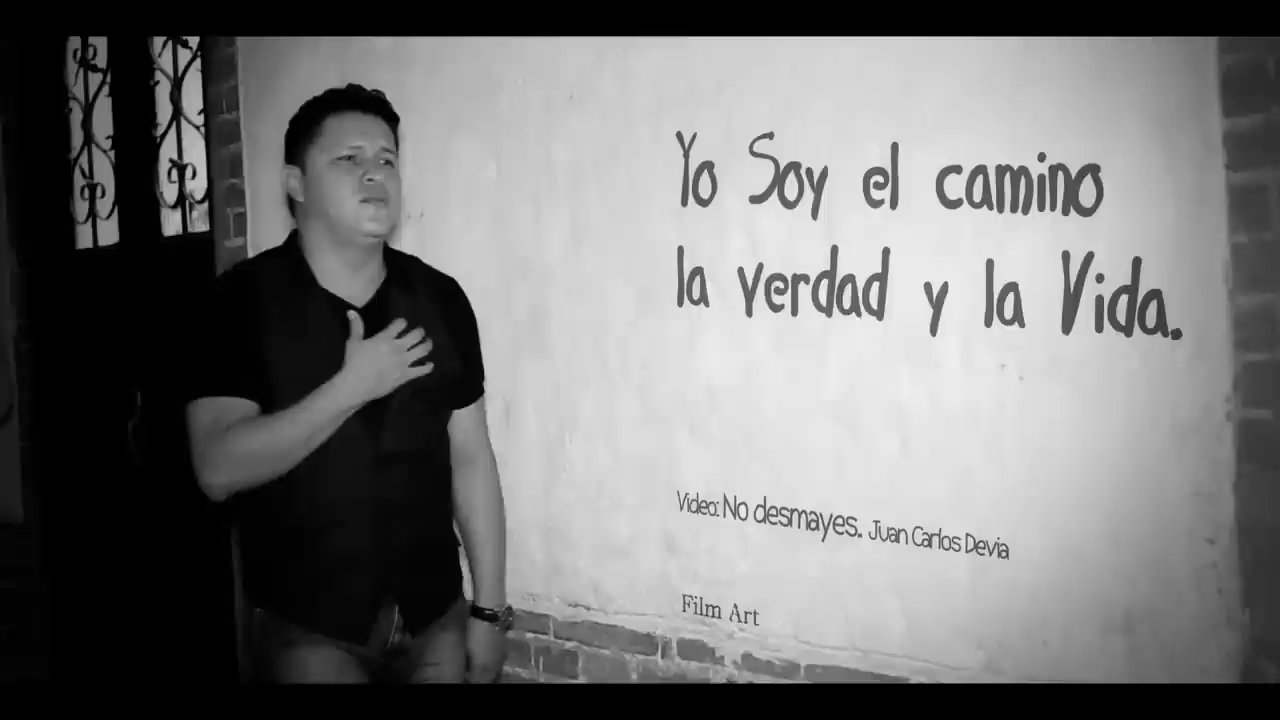 Yo Soy el camino
la verdad y la Vida.
Video: No desmayes. Juan Carlos Devia
Film Art